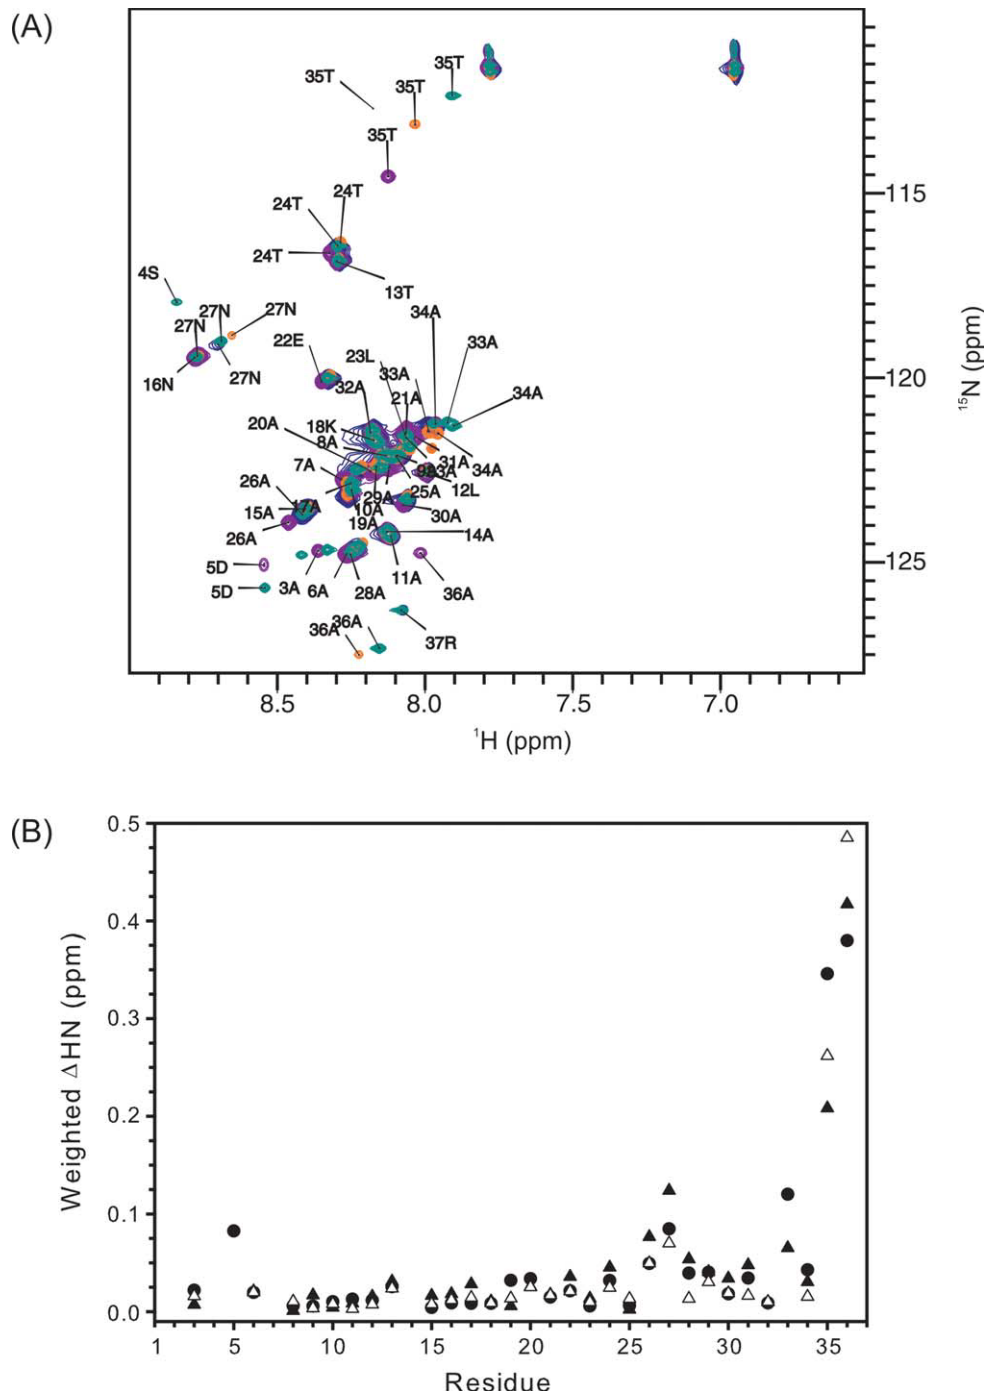 (A)
35T
35T
35T
35T
115
24T
24T
24T
13T
4S
27N
27N
27N
27N
16N
22E
23L
34A
33A
33A
34A
120
15N (ppm)
32A
21A
20A
18K
8A
7A
31A
34A
25A
12L
29A
10A
30A
26A
17A
15A
19A
26A
14A
5D
3A
6A
28A
11A
36A
125
5D
36A
36A
37R
8.5
8.0
7.5
7.0
1H (ppm)
(B)
0.5
0.4
0.3
0.2
0.1
0.0
Weighted ΔHN (ppm)
1
5
10
15
20
25
30
35
Residue